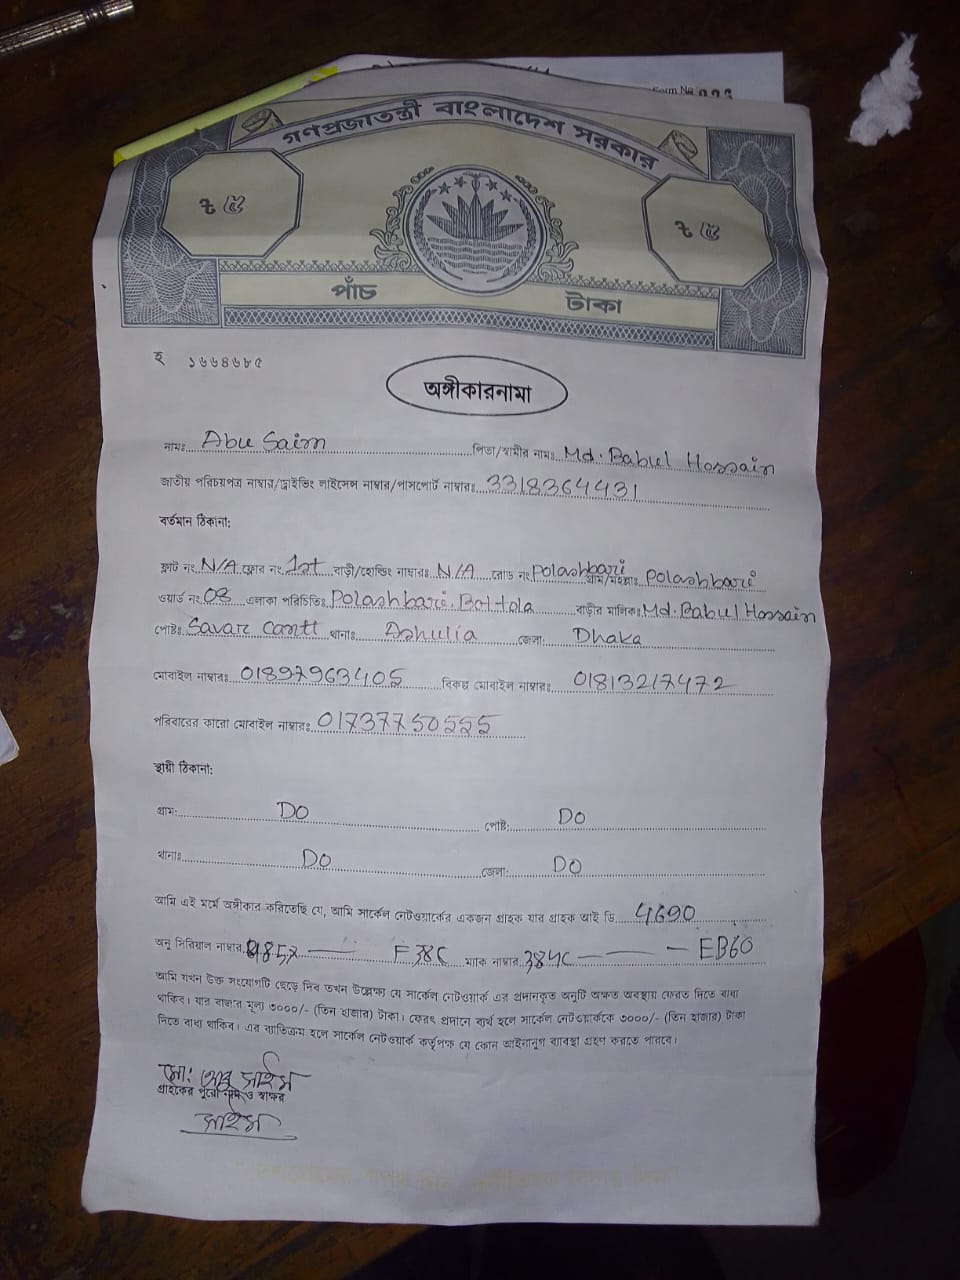 Form No
গণপ্রজাতন্ত্রী বাংলাদেশ সরকার
৳ ৫ ৳ ৫
পাঁচ টাকা
হ ১৬৬৪৬৮৫
অঙ্গীকারনামা
নামঃ Abu Saim পিতা/স্বামীর নামঃ Md. Babul Hossain
জাতীয় পরিচয়পত্র নাম্বার/ড্রাইভিং লাইসেন্স নাম্বার/পাসপোর্ট নাম্বারঃ 3318364431
বর্তমান ঠিকানা:
ফ্লাট নং N/A ফ্লোর নং 1st বাড়ী/হোল্ডিং নাম্বারঃ N/A রোড নং Polashbari গ্রাম/মহল্লাঃ Polashbari
ওয়ার্ড নং 08 এলাকা পরিচিতিঃ Polashbari, Bottola বাড়ীর মালিকঃ Md. Babul Hossain
পোষ্টঃ Savar Cantt থানাঃ Ashulia জেলা: Dhaka
মোবাইল নাম্বারঃ 01897963405 বিকল্প মোবাইল নাম্বারঃ 01813217472
পরিবারের কারো মোবাইল নাম্বারঃ 01737750555
স্থায়ী ঠিকানা:
গ্রাম: DO পোষ্ট: DO
থানাঃ DO জেলা: DO
আমি এই মর্মে অঙ্গীকার করিতেছি যে, আমি সার্কেল নেটওয়ার্কের একজন গ্রাহক যার গ্রাহক আই ডি 4690
অনু সিরিয়াল নাম্বার F38C ম্যাক নাম্বার 384C — — EB60
আমি যখন উক্ত সংযোগটি ছেড়ে দিব তখন উল্লেক্ষ্য যে সার্কেল নেটওয়ার্ক এর প্রদানকৃত অনুটি অক্ষত অবস্থায় ফেরত দিতে বাধ্য
থাকিব। যার বাজার মূল্য ৩০০০/- (তিন হাজার) টাকা। ফেরৎ প্রদানে ব্যর্থ হলে সার্কেল নেটওয়ার্ককে ৩০০০/- (তিন হাজার) টাকা
দিতে বাধ্য থাকিব। এর ব্যতিক্রম হলে সার্কেল নেটওয়ার্ক কর্তৃপক্ষ যে কোন আইনানুগ ব্যবস্থা গ্রহণ করতে পারবে।
মো: আবু সাইম
গ্রাহকের পুরো নাম ও স্বাক্ষর
সাইম